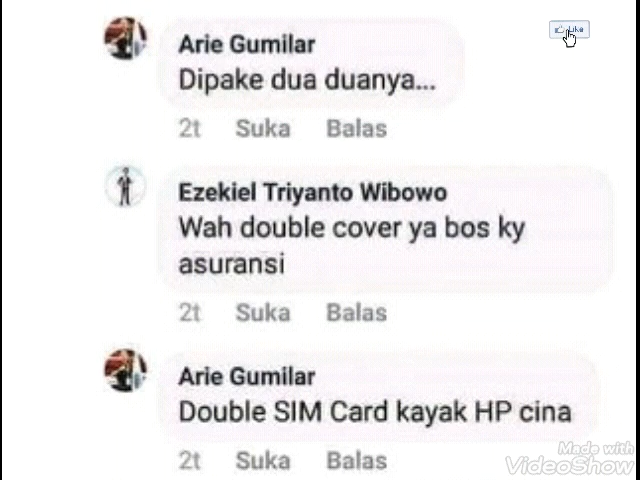 Arie Gumilar
Like
Dipake dua duanya...
2t Suka Balas
Ezekiel Triyanto Wibowo
Wah double cover ya bos ky
asuransi
2t Suka Balas
Arie Gumilar
Double SIM Card kayak HP cina
2t Suka Balas
Made with
VideoShow